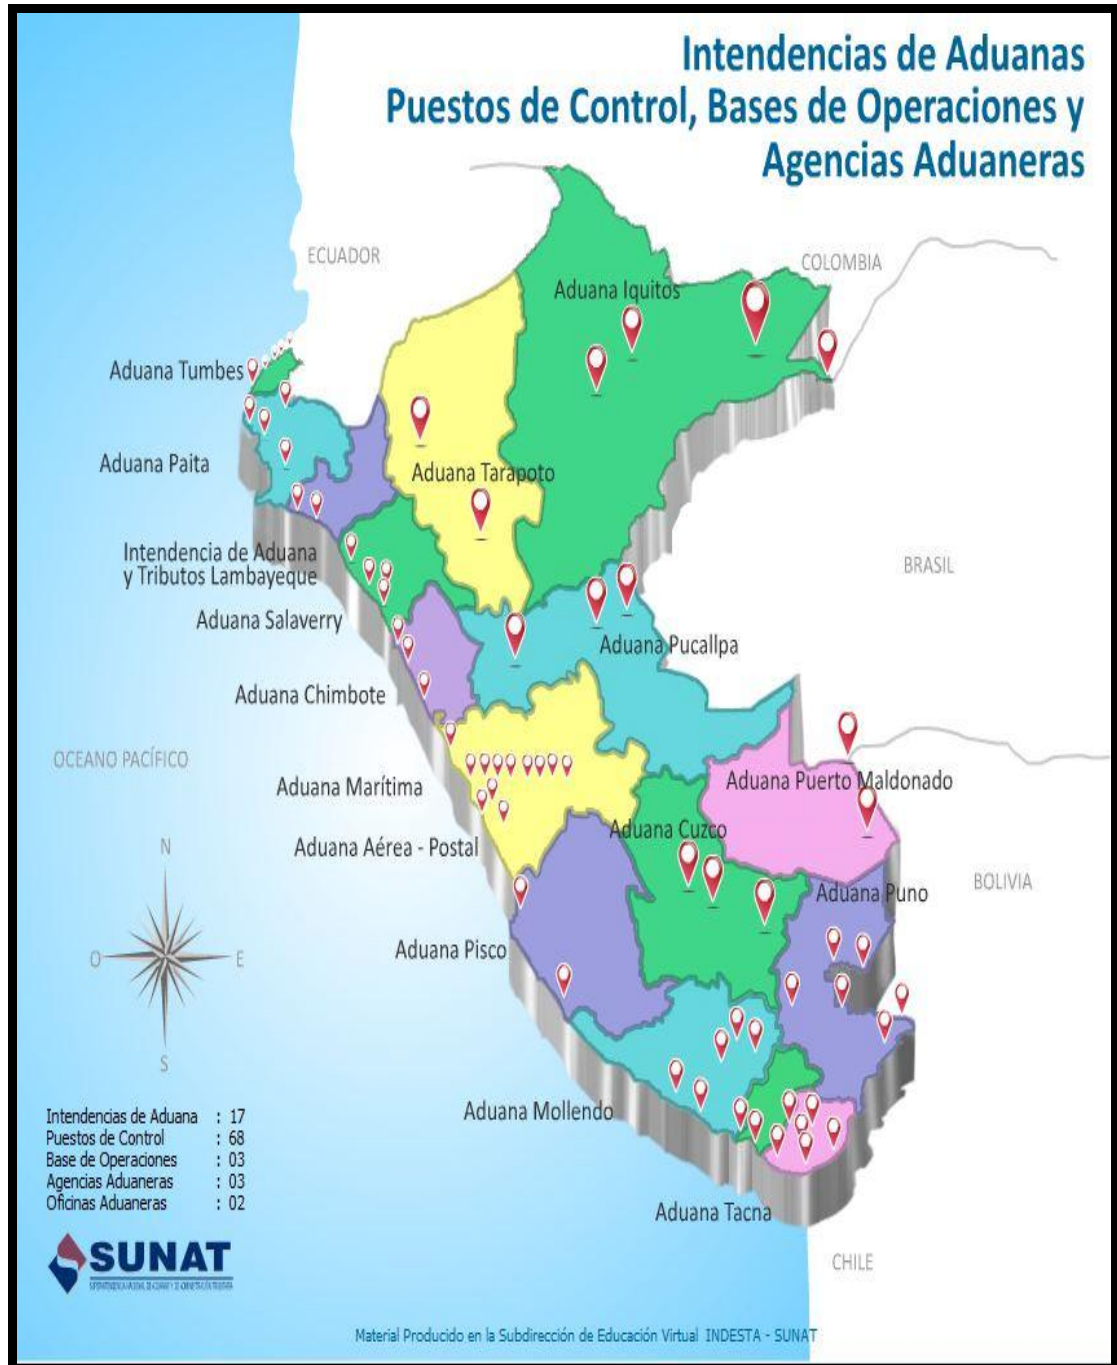 Intendencias de Aduanas
Puestos de Control, Bases de Operaciones y
Agencias Aduaneras
ECUADOR
COLOMBIA
Aduana Iquitos
Aduana Tumbes
Aduana Paita
Aduana Tarapoto
Intendencia de Aduana
y Tributos Lambayeque
BRASIL
Aduana Salaverry
Aduana Pucallpa
Aduana Chimbote
OCEANO PACÍFICO
Aduana Marítima
Aduana Puerto Maldonado
Aduana Cuzco
Aduana Aérea - Postal
N
BOLIVIA
Aduana Puno
Aduana Pisco
O
E
S
Aduana Mollendo
Intendencias de Aduana : 17
Puestos de Control : 68
Base de Operaciones : 03
Agencias Aduaneras : 03
Oficinas Aduaneras : 02
Aduana Tacna
SUNAT
CHILE
Material Producido en la Subdirección de Educación Virtual INDESTA - SUNAT